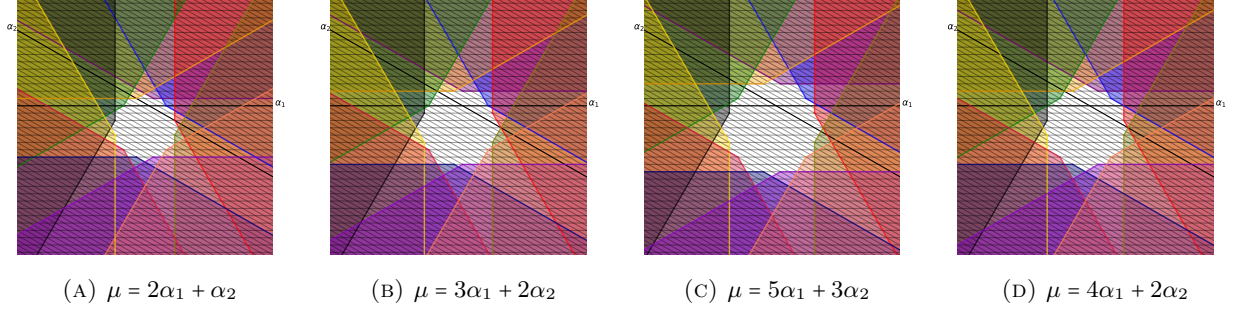 α₂ α₁ α₂ α₁ α₂ α₁ α₂ α₁
(A) μ = 2α₁ + α₂
(B) μ = 3α₁ + 2α₂
(C) μ = 5α₁ + 3α₂
(D) μ = 4α₁ + 2α₂